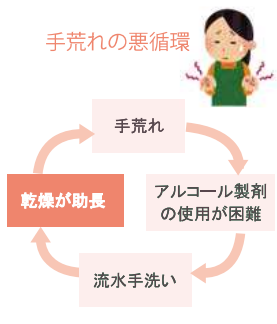 手荒れの悪循環
手荒れ
アルコール製剤
の使用が困難
流水手洗い
乾燥が助長